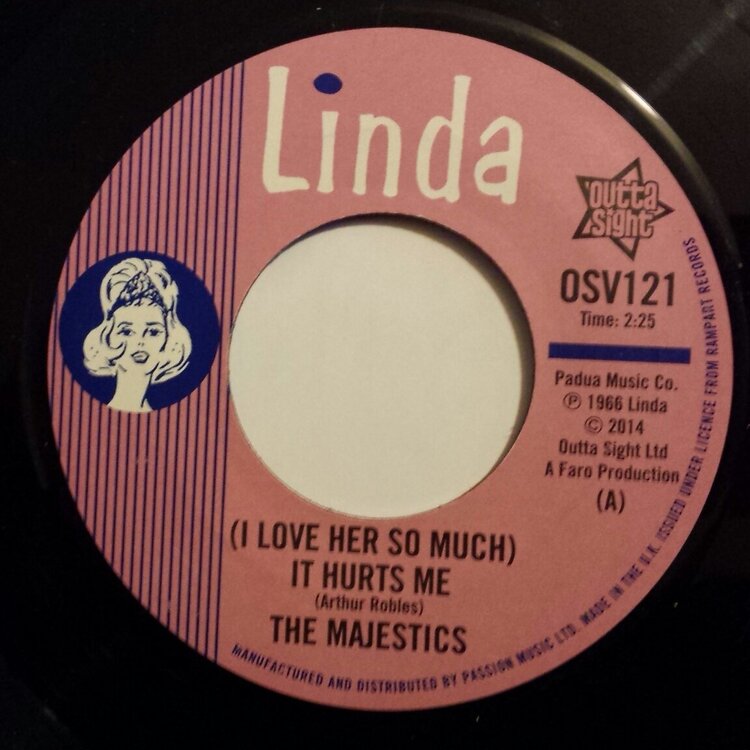 Linda
OUTTA
SIGHT
OSV121
Time: 2:25
Padua Music Co.
℗ 1966 Linda
© 2014
Outta Sight Ltd
A Faro Production
(A)
(I LOVE HER SO MUCH)
IT HURTS ME
(Arthur Robles)
THE MAJESTICS
MANUFACTURED AND DISTRIBUTED BY PASSION MUSIC LTD. MADE IN THE U.K. ISSUED UNDER LICENCE FROM RAMPART RECORDS